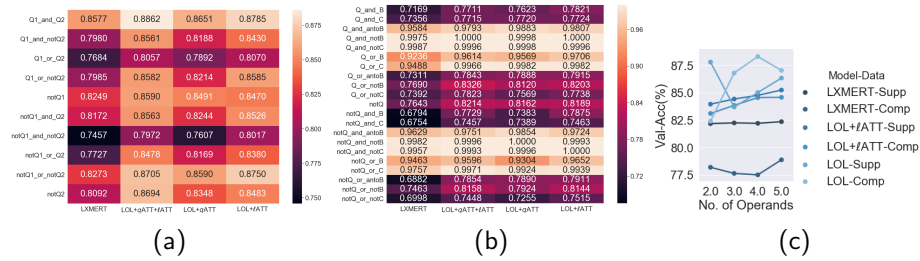 Q1_and_Q2 0.8577 0.8862 0.8651 0.8785
Q1_and_notQ2 0.7980 0.8561 0.8188 0.8430
Q1_or_Q2 0.7684 0.8057 0.7892 0.8070
Q1_or_notQ2 0.7985 0.8582 0.8214 0.8585
notQ1 0.8249 0.8590 0.8491 0.8470
notQ1_and_Q2 0.8172 0.8563 0.8244 0.8526
notQ1_and_notQ2 0.7457 0.7972 0.7607 0.8017
notQ1_or_Q2 0.7727 0.8478 0.8169 0.8380
notQ1_or_notQ2 0.8273 0.8705 0.8590 0.8750
notQ2 0.8092 0.8694 0.8348 0.8483
LXMERT LOL+qATT+ℓATT LOL+qATT LOL+ℓATT
0.875
0.850
0.825
0.800
0.775
0.750
(a)
Q_and_B 0.7169 0.7711 0.7623 0.7821
Q_and_C 0.7356 0.7715 0.7720 0.7724
Q_and_antoB 0.9584 0.9793 0.9883 0.9807
Q_and_notB 0.9975 1.0000 0.9998 1.0000
Q_and_notC 0.9987 0.9996 0.9998 0.9996
Q_or_B 0.9236 0.9614 0.9569 0.9706
Q_or_C 0.9488 0.9966 0.9982 0.9982
Q_or_antoB 0.7311 0.7843 0.7888 0.7915
Q_or_notB 0.7690 0.8326 0.8120 0.8203
Q_or_notC 0.7392 0.7823 0.7569 0.7738
notQ 0.7643 0.8214 0.8162 0.8189
notQ_and_B 0.6794 0.7729 0.7383 0.7875
notQ_and_C 0.6754 0.7457 0.7389 0.7463
notQ_and_antoB 0.9629 0.9751 0.9854 0.9724
notQ_and_notB 0.9982 0.9996 1.0000 0.9993
notQ_and_notC 0.9957 0.9993 0.9996 1.0000
notQ_or_B 0.9463 0.9596 0.9304 0.9652
notQ_or_C 0.9757 0.9971 0.9924 0.9939
notQ_or_antoB 0.6882 0.7854 0.7890 0.7911
notQ_or_notB 0.7463 0.8158 0.7924 0.8144
notQ_or_notC 0.6998 0.7448 0.7255 0.7515
LXMERT LOL+qATT+ℓATT LOL+qATT LOL+ℓATT
0.96
0.90
0.84
0.78
0.72
(b)
Val-Acc(%)
87.5
85.0
82.5
80.0
77.5
2.0 3.0 4.0 5.0
No. of Operands
Model-Data
LXMERT-Supp
LXMERT-Comp
LOL+ℓATT-Supp
LOL+ℓATT-Comp
LOL-Supp
LOL-Comp
(c)